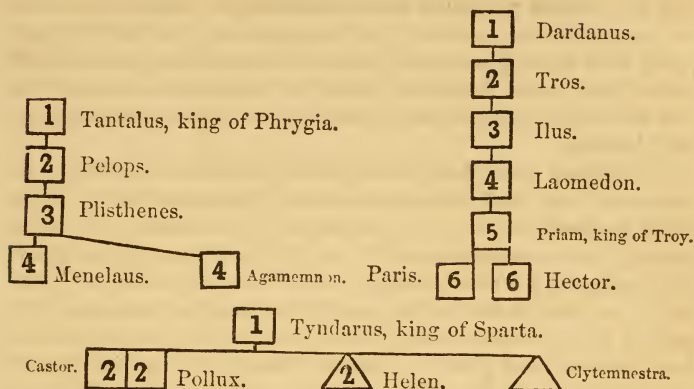 1 Dardanus.
2 Tros.
1 Tantalus, king of Phrygia.
3 Ilus.
2 Pelops.
4 Laomedon.
3 Plisthenes.
5 Priam, king of Troy.
4 Menelaus.
4 Agamemnon.
Paris. 6
6 Hector.
1 Tyndarus, king of Sparta.
Castor. 2 2 Pollux.
2 Helen.
Clytemnestra.